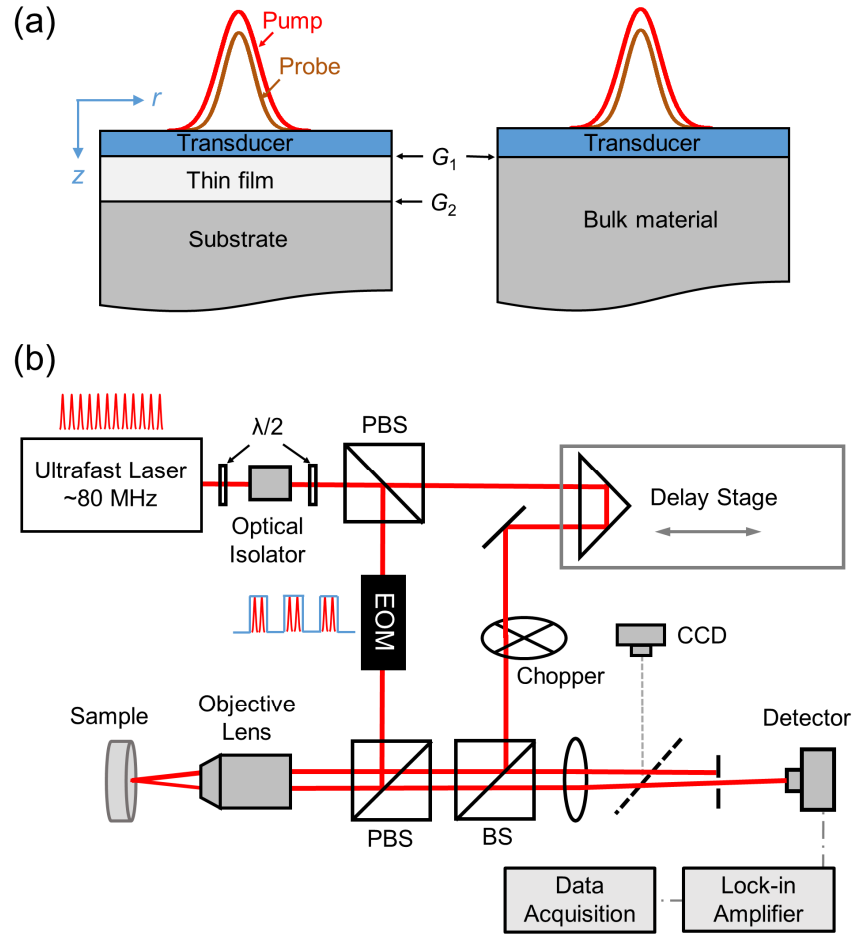 (a)
Pump
Probe
r
z
Transducer
Thin film
Substrate
G1
G2
Transducer
Bulk material
(b)
Ultrafast Laser
~80 MHz
λ/2
Optical
Isolator
PBS
Delay Stage
EOM
Chopper
CCD
Sample
Objective
Lens
Detector
PBS
BS
Data
Acquisition
Lock-in
Amplifier